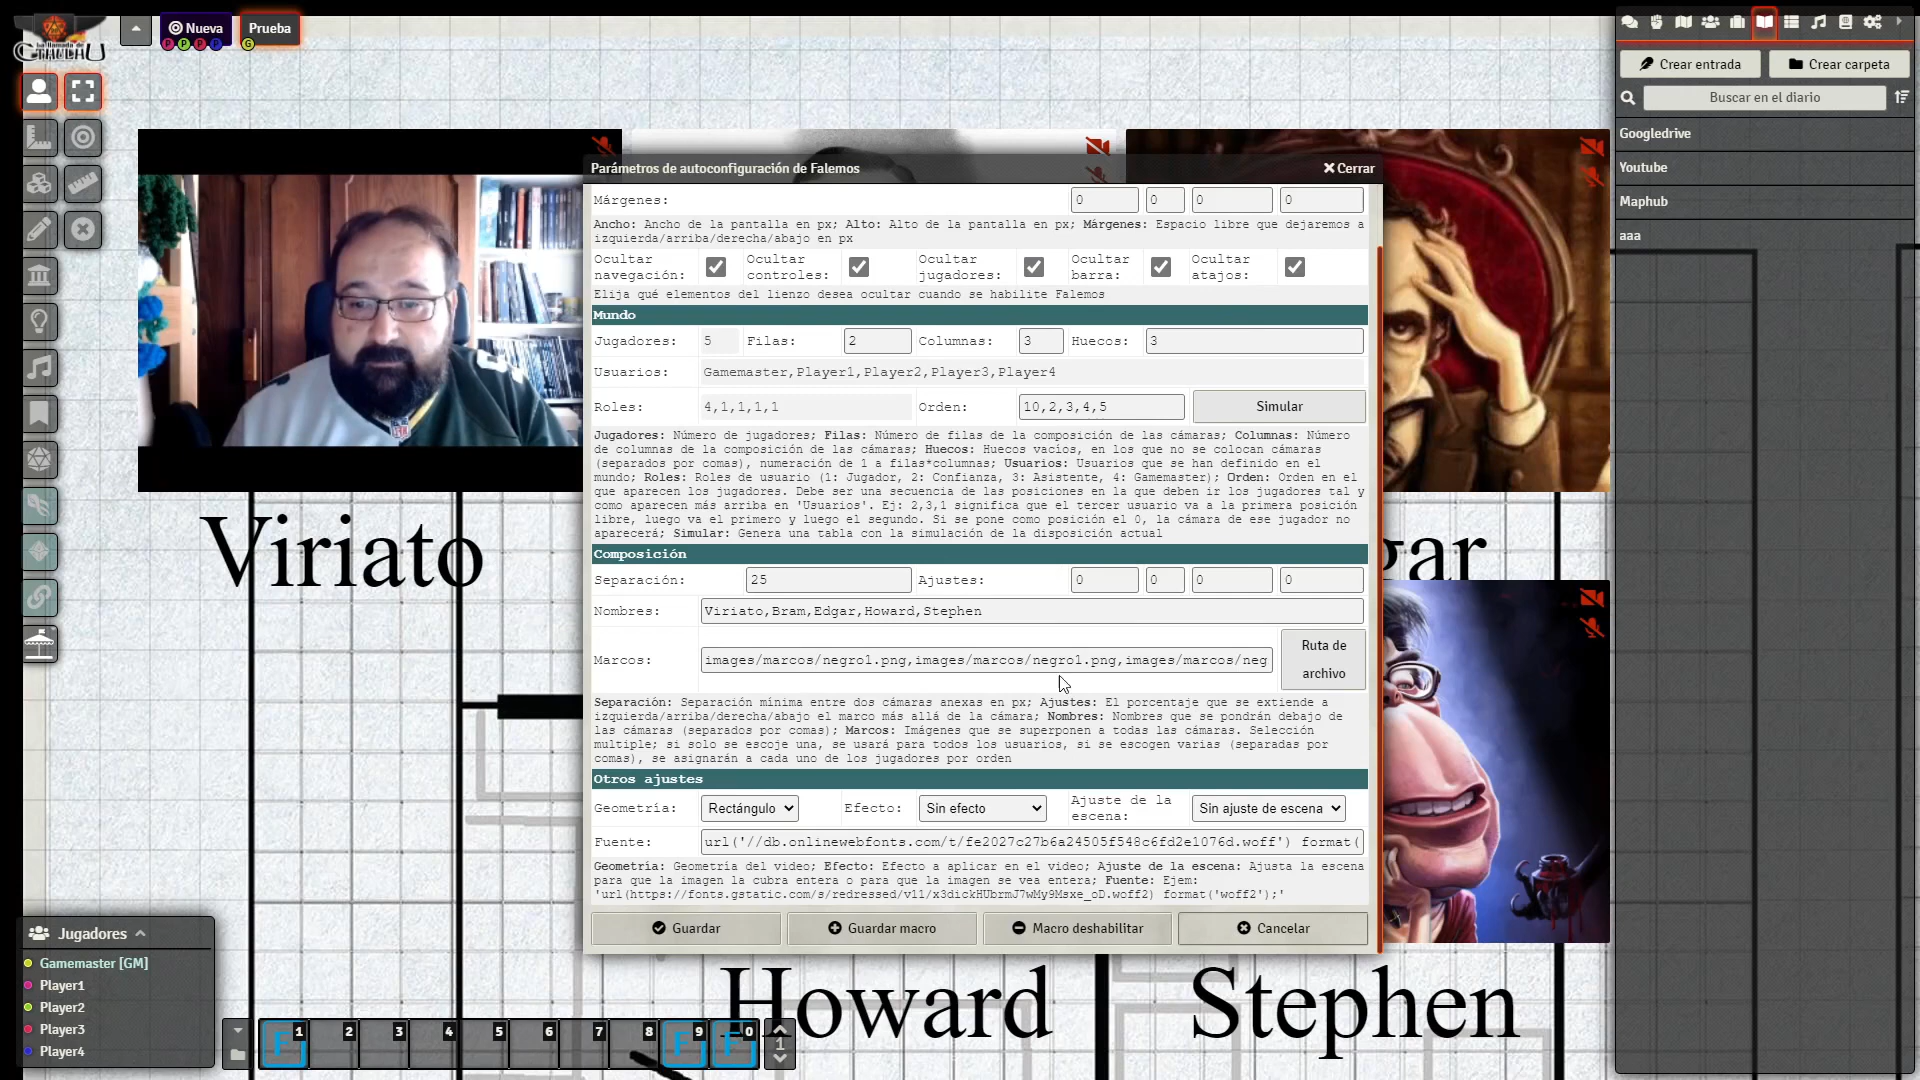 La llamada de
CTHULHU
Nueva
P P P P
Prueba
G
Crear entrada
Crear carpeta
Buscar en el diario
Googledrive
Youtube
Maphub
aaa
Parámetros de autoconfiguración de Falemos
Cerrar
Márgenes: 0 0 0 0
Ancho: Ancho de la pantalla en px; Alto: Alto de la pantalla en px; Márgenes: Espacio libre que dejaremos a
izquierda/arriba/derecha/abajo en px
Ocultar navegación: Ocultar controles: Ocultar jugadores: Ocultar barra: Ocultar atajos:
Elija qué elementos del lienzo desea ocultar cuando se habilite Falemos
Mundo
Jugadores: 5 Filas: 2 Columnas: 3 Huecos: 3
Usuarios: Gamemaster,Player1,Player2,Player3,Player4
Roles: 4,1,1,1,1 Orden: 10,2,3,4,5 Simular
Jugadores: Número de jugadores; Filas: Número de filas de la composición de las cámaras; Columnas: Número
de columnas de la composición de las cámaras; Huecos: Huecos vacíos, en los que no se colocan cámaras
(separados por comas), numeración de 1 a filas*columnas; Usuarios: Usuarios que se han definido en el
mundo; Roles: Roles de usuario (1: Jugador, 2: Confianza, 3: Asistente, 4: Gamemaster); Orden: Orden en el
que aparecen los jugadores. Debe ser una secuencia de las posiciones en la que deben ir los jugadores tal y
como aparecen más arriba en 'Usuarios'. Ej: 2,3,1 significa que el tercer usuario va a la primera posición
libre, luego va el primero y luego el segundo. Si se pone como posición el 0, la cámara de ese jugador no
aparecerá; Simular: Genera una tabla con la simulación de la disposición actual
Composición
Separación: 25 Ajustes: 0 0 0 0
Nombres: Viriato,Bram,Edgar,Howard,Stephen
Marcos: images/marcos/negro1.png,images/marcos/negro1.png,images/marcos/neg
Ruta de
archivo
Separación: Separación mínima entre dos cámaras anexas en px; Ajustes: El porcentaje que se extiende a
izquierda/arriba/derecha/abajo el marco más allá de la cámara; Nombres: Nombres que se pondrán debajo de
las cámaras (separados por comas); Marcos: Imágenes que se superponen a todas las cámaras. Selección
multiple; si solo se escoje una, se usará para todos los usuarios, si se escogen varias (separadas por
comas), se asignarán a cada uno de los jugadores por orden
Otros ajustes
Geometría: Rectángulo Efecto: Sin efecto Ajuste de la escena: Sin ajuste de escena
Fuente: url('//db.onlinewebfonts.com/t/fe2027c27b6a24505f548c6fd2e1076d.woff') format(
Geometría: Geometría del video; Efecto: Efecto a aplicar en el video; Ajuste de la escena: Ajusta la escena
para que la imagen la cubra entera o para que la imagen se vea entera; Fuente: Ejem:
'url(https://fonts.gstatic.com/s/redressed/v11/x3dickHUbrmJ7wMy9Msxe_oD.woff2) format('woff2');'
Guardar
Guardar macro
Macro deshabilitar
Cancelar
Viriato
gar
Howard
Stephen
NFL
Jugadores
Gamemaster [GM]
Player1
Player2
Player3
Player4
F 1 2 3 4 5 6 7 8 F 9 F 0
1